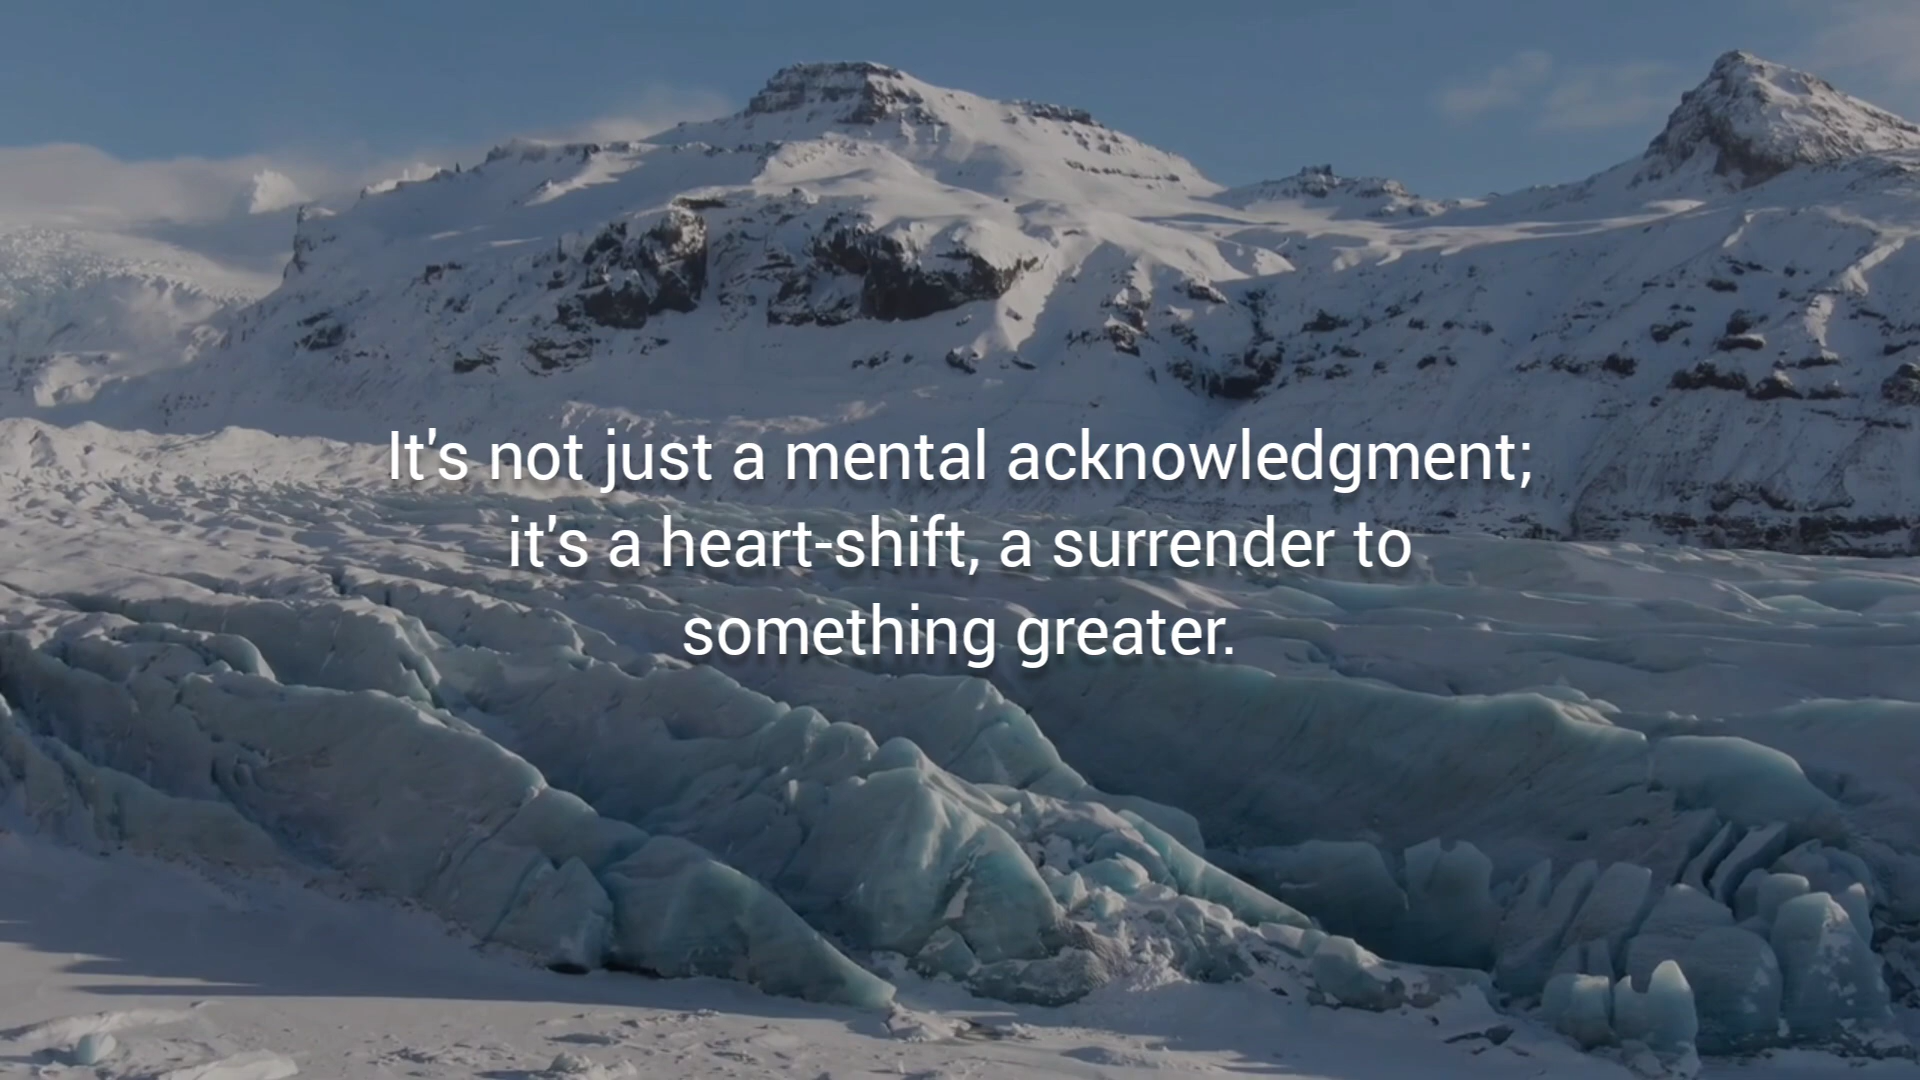 It's not just a mental acknowledgment;
it's a heart-shift, a surrender to
something greater.